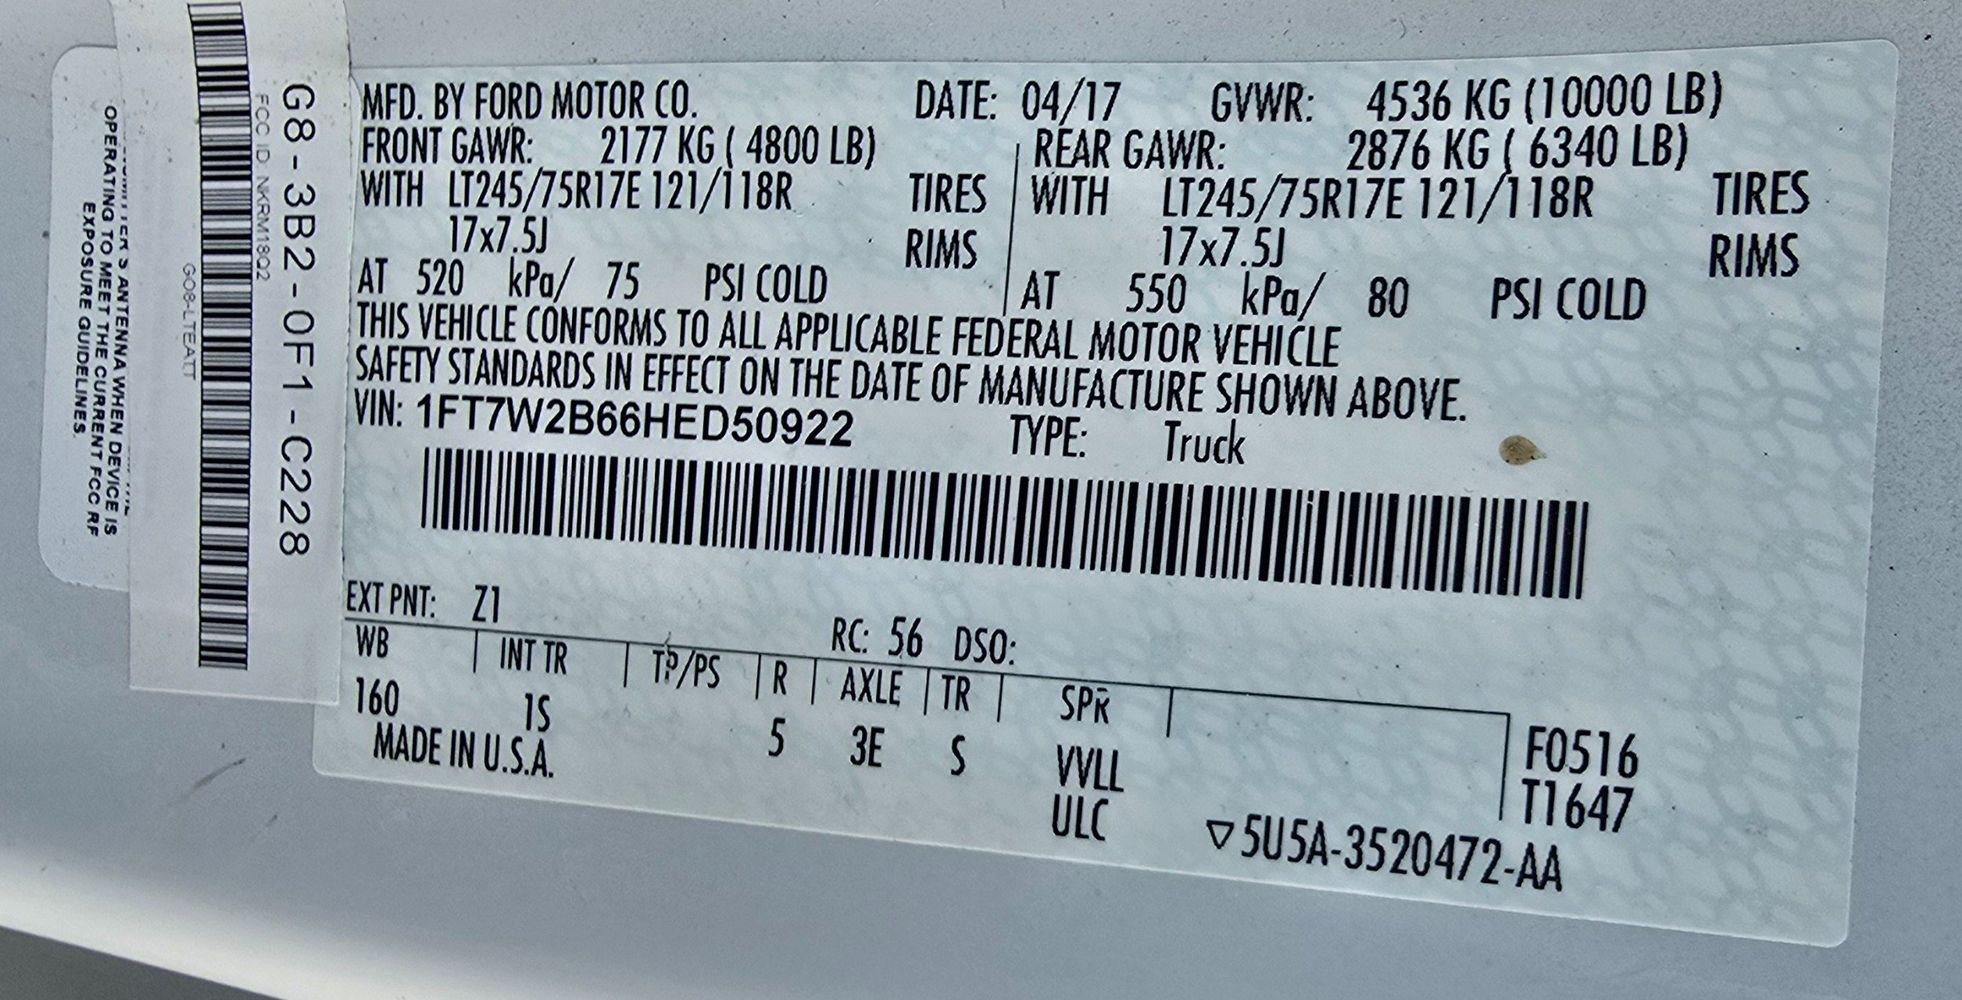 OPERATING TO MEET THE CURRENT FCC RF
EXPOSURE GUIDELINES.
ANTENNA WHEN DEVICE IS
G8-3B2-0F1-C228
FCC ID NKRM18Q2
GO8-LTEATT
MFD. BY FORD MOTOR CO. DATE: 04/17 GVWR: 4536 KG (10000 LB)
FRONT GAWR: 2177 KG ( 4800 LB) REAR GAWR: 2876 KG ( 6340 LB)
WITH LT245/75R17E 121/118R TIRES WITH LT245/75R17E 121/118R TIRES
17x7.5J RIMS 17x7.5J RIMS
AT 520 kPa/ 75 PSI COLD AT 550 kPa/ 80 PSI COLD
THIS VEHICLE CONFORMS TO ALL APPLICABLE FEDERAL MOTOR VEHICLE
SAFETY STANDARDS IN EFFECT ON THE DATE OF MANUFACTURE SHOWN ABOVE.
VIN: 1FT7W2B66HED50922 TYPE: Truck
EXT PNT: Z1 RC: 56 DSO:
WB INT TR TP/PS R AXLE TR SPR
160 1S 5 3E S VVLL F0516
MADE IN U.S.A. ULC T1647
▽5U5A-3520472-AA